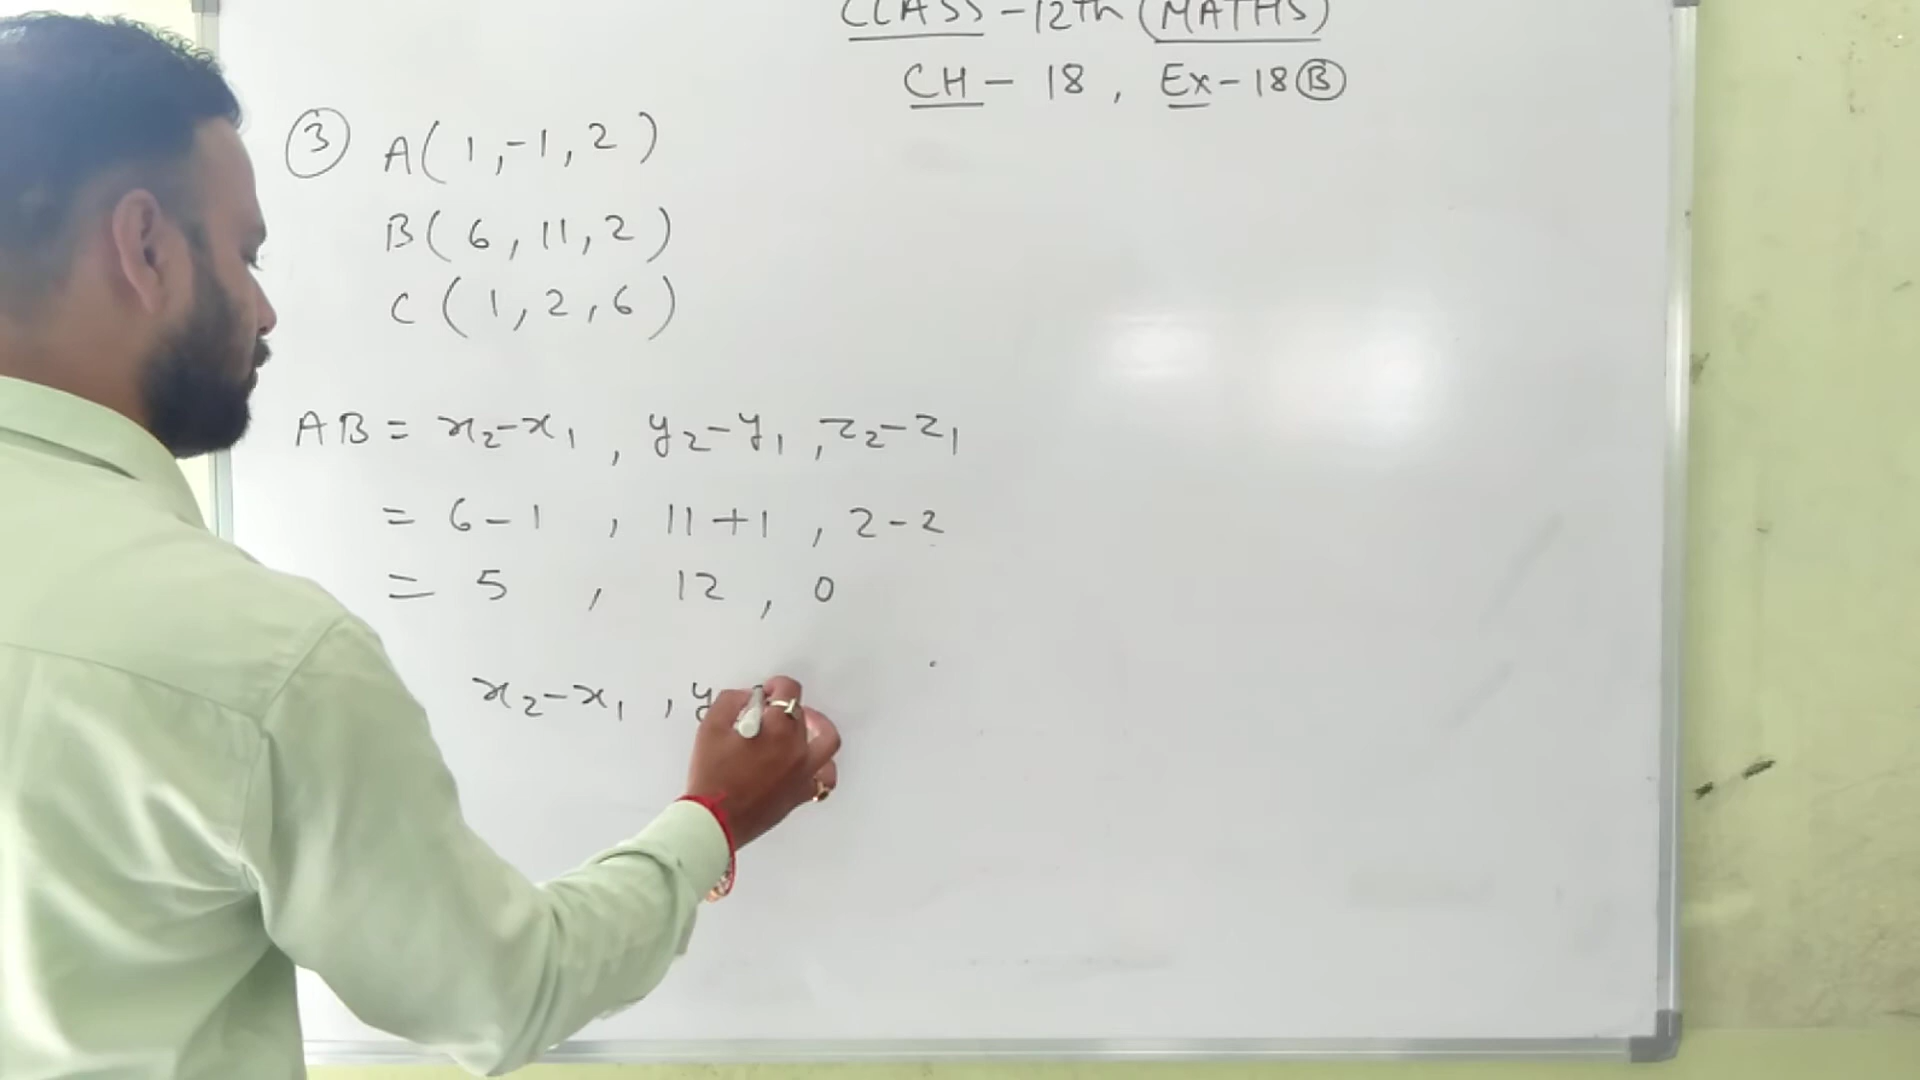 CLASS-12th (MATHS)
CH-18, Ex-18(B)
(3) A(1,-1,2)
B(6,11,2)
C(1,2,6)
AB = x₂-x₁, y₂-y₁, z₂-z₁
= 6-1, 11+1, 2-2
= 5, 12, 0
x₂-x₁, y